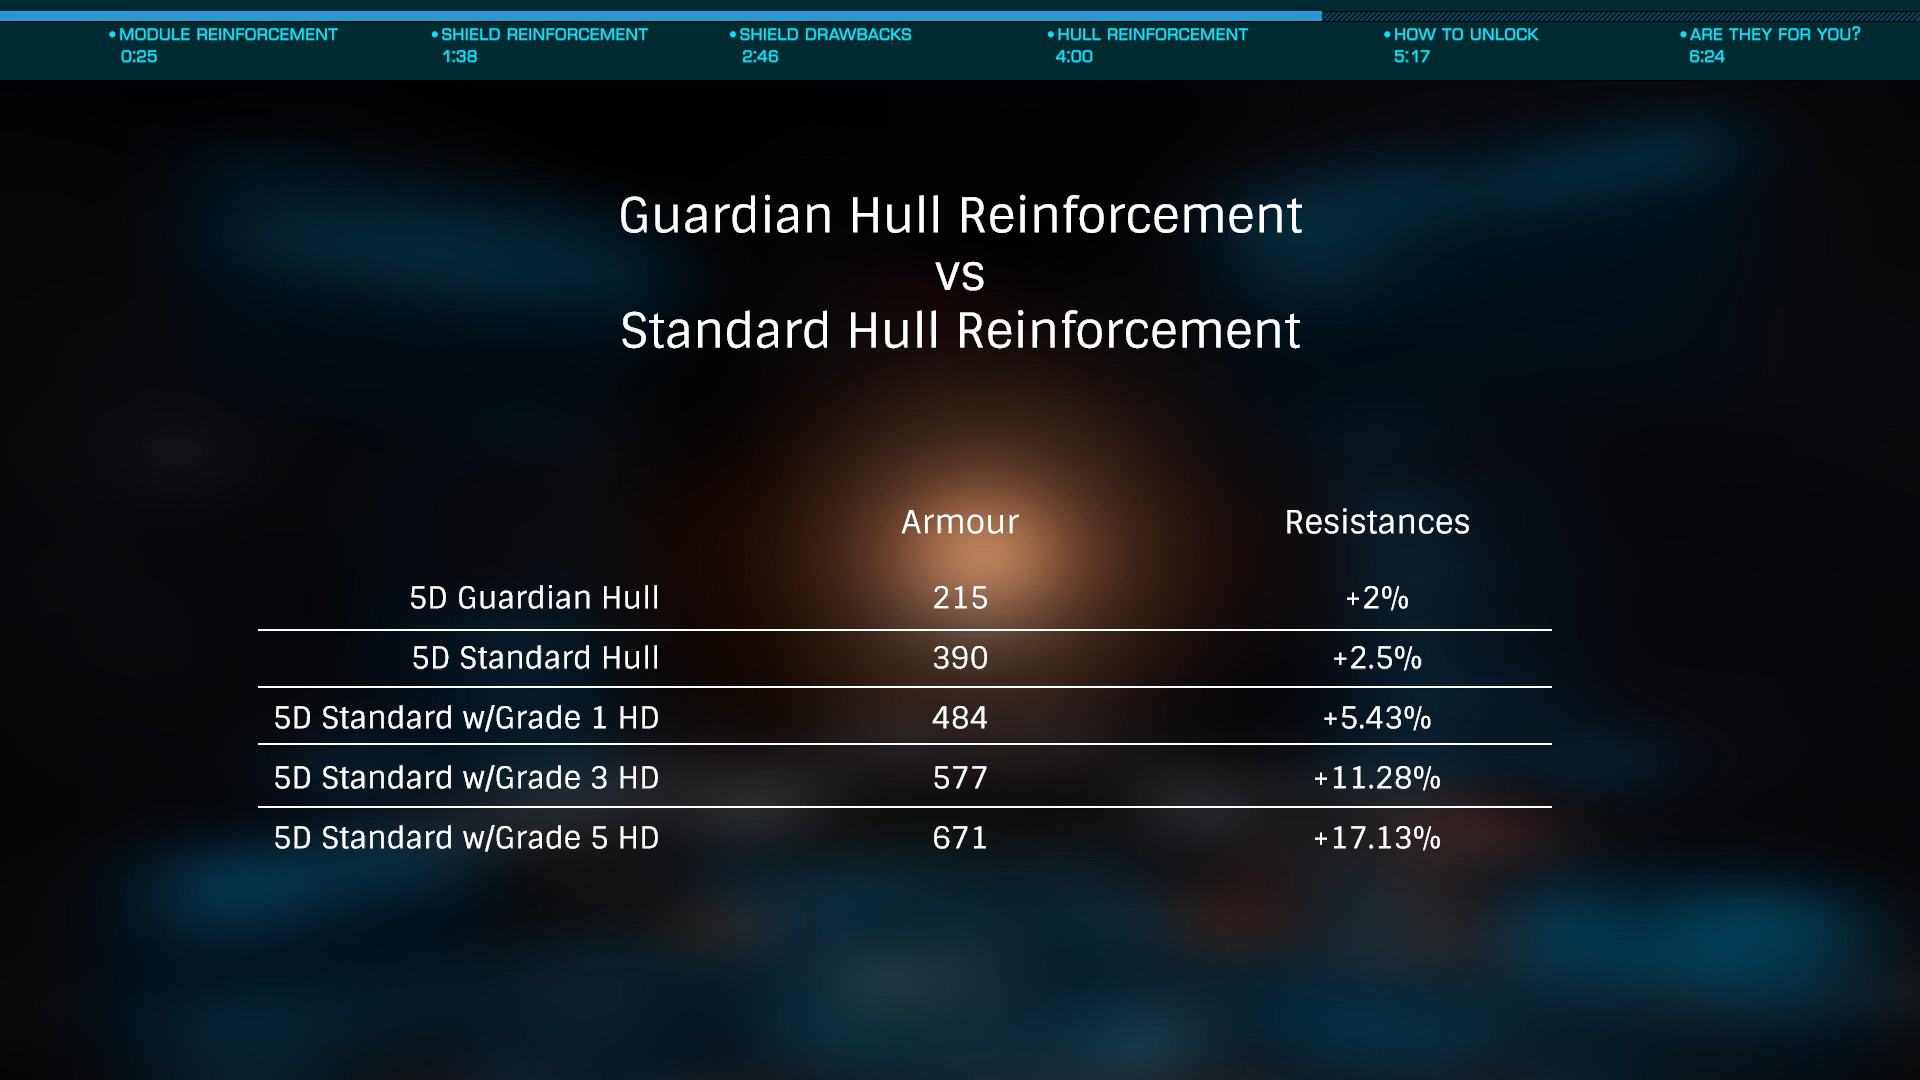 •MODULE REINFORCEMENT
0:25
•SHIELD REINFORCEMENT
1:38
•SHIELD DRAWBACKS
2:46
•HULL REINFORCEMENT
4:00
•HOW TO UNLOCK
5:17
•ARE THEY FOR YOU?
6:24
Guardian Hull Reinforcement
vs
Standard Hull Reinforcement
Armour Resistances
5D Guardian Hull 215 +2%
5D Standard Hull 390 +2.5%
5D Standard w/Grade 1 HD 484 +5.43%
5D Standard w/Grade 3 HD 577 +11.28%
5D Standard w/Grade 5 HD 671 +17.13%